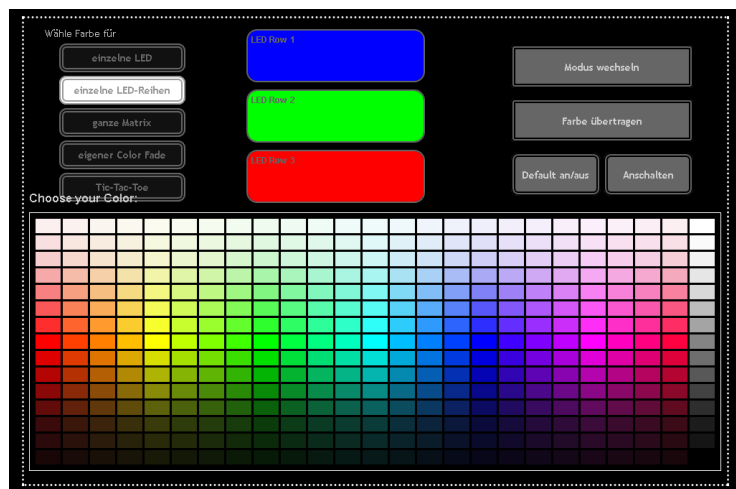 Wähle Farbe für
einzelne LED
einzelne LED-Reihen
ganze Matrix
eigener Color Fade
Tic-Tac-Toe
LED Row 1
LED Row 2
LED Row 3
Modus wechseln
Farbe übertragen
Default an/aus
Anschalten
Choose your Color: